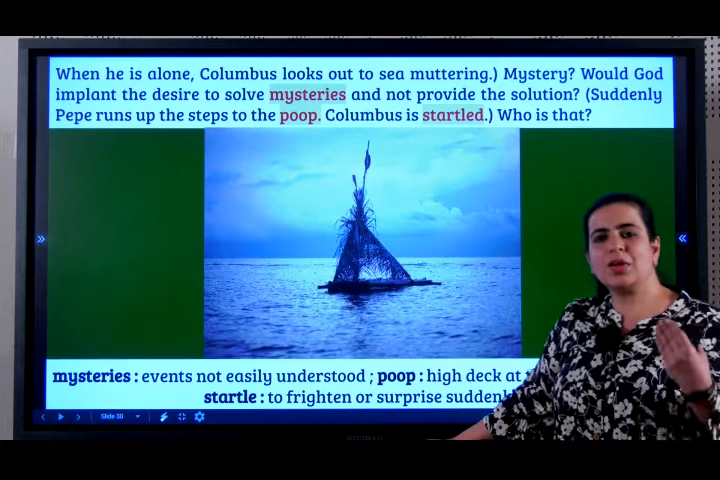 When he is alone, Columbus looks out to sea muttering.) Mystery? Would God
implant the desire to solve mysteries and not provide the solution? (Suddenly
Pepe runs up the steps to the poop. Columbus is startled.) Who is that?
mysteries : events not easily understood ; poop : high deck at
startle : to frighten or surprise
Slide 30